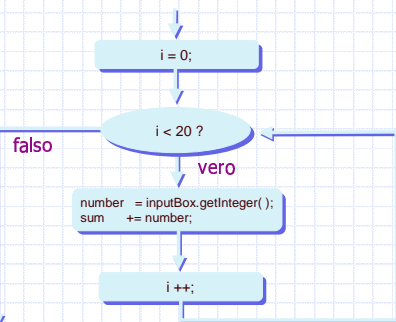 i = 0;
i < 20 ?
falso
vero
number = inputBox.getInteger( );
sum += number;
i ++;